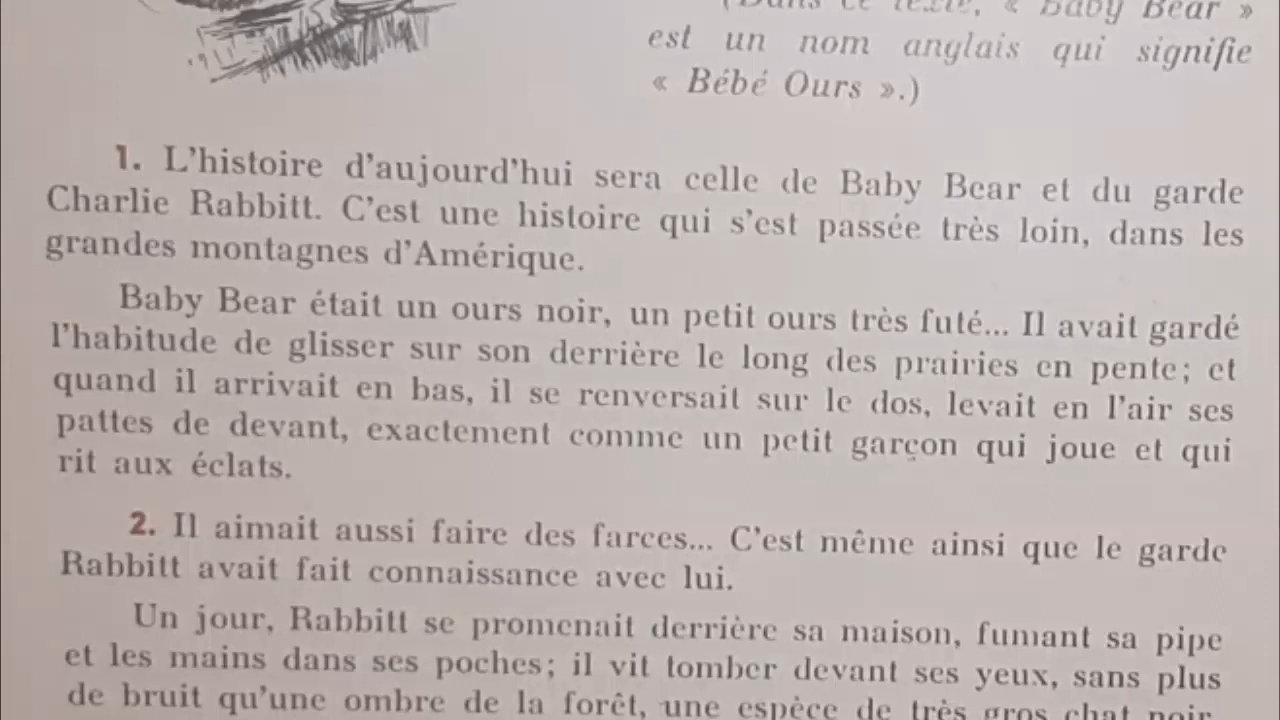 (Dans ce texte, « Baby Bear »
est un nom anglais qui signifie
« Bébé Ours ».)
1. L'histoire d'aujourd'hui sera celle de Baby Bear et du garde
Charlie Rabbitt. C'est une histoire qui s'est passée très loin, dans les
grandes montagnes d'Amérique.
Baby Bear était un ours noir, un petit ours très futé... Il avait gardé
l'habitude de glisser sur son derrière le long des prairies en pente; et
quand il arrivait en bas, il se renversait sur le dos, levait en l'air ses
pattes de devant, exactement comme un petit garçon qui joue et qui
rit aux éclats.
2. Il aimait aussi faire des farces... C'est même ainsi que le garde
Rabbitt avait fait connaissance avec lui.
Un jour, Rabbitt se promenait derrière sa maison, fumant sa pipe
et les mains dans ses poches; il vit tomber devant ses yeux, sans plus
de bruit qu'une ombre de la forêt, une espèce de très gros chat noir